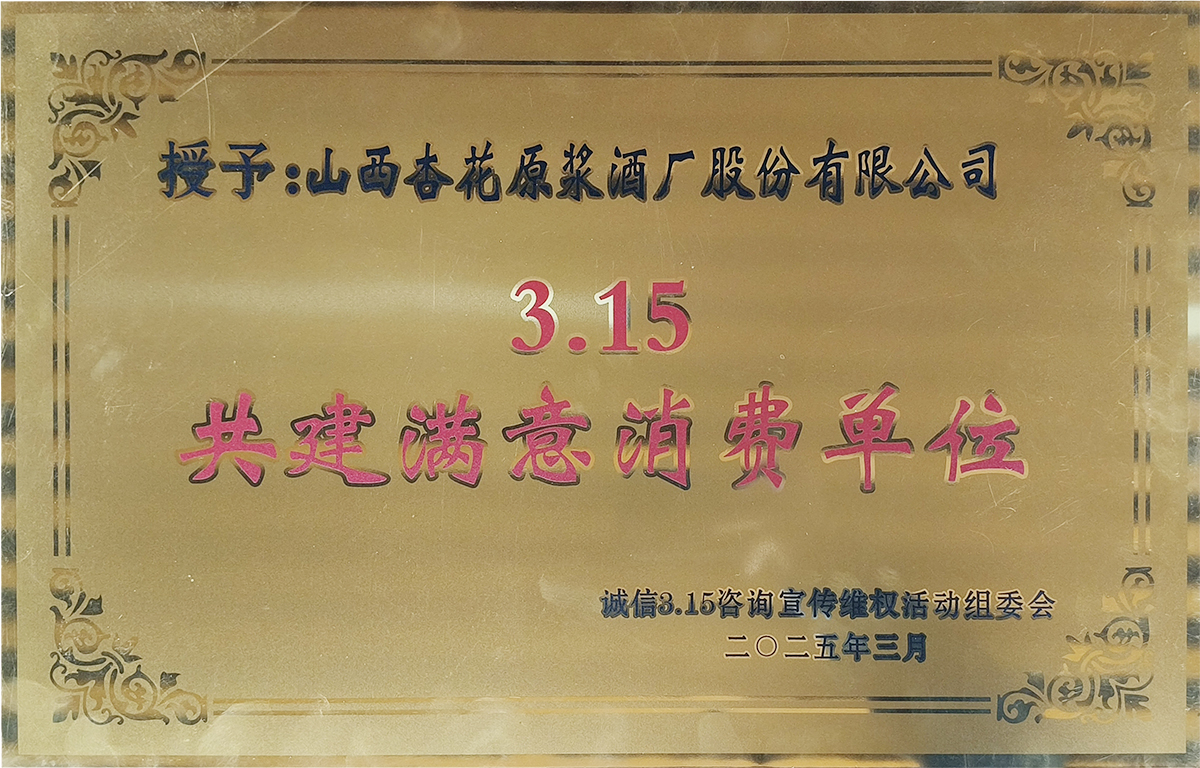 授予:山西杏花原浆酒厂股份有限公司
3.15
共建满意消费单位
诚信3.15咨询宣传维权活动组委会
二〇二五年三月